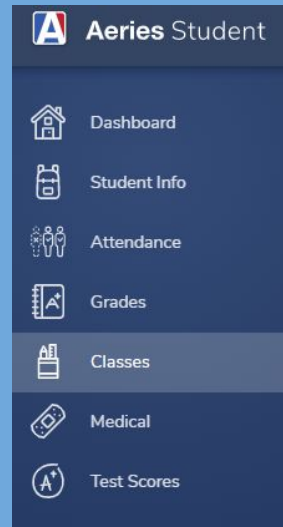 Aeries Student
Dashboard
Student Info
Attendance
Grades
Classes
Medical
Test Scores